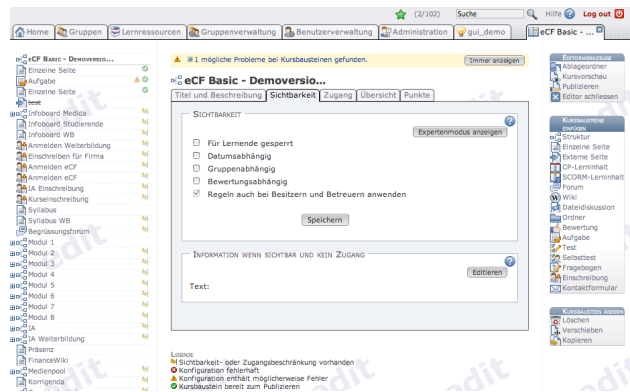 (2/102) Suche Hilfe Log out
Home Gruppen Lernressourcen Gruppenverwaltung Benutzerverwaltung Administration gui_demo eCF Basic - ...
eCF Basic - Demoversio...
Einzelne Seite
Aufgabe
Einzelne Seite
test
Infoboard Medida
Infoboard Studierende
Infoboard WB
Anmelden Weiterbildung
Einschreiben für Firma
Anmelden eCF
Anmelden eCF
IA Einschreibung
Kurseinschreibung
Syllabus
Syllabus WB
Begrüssungsforum
Modul 1
Modul 2
Modul 3
Modul 4
Modul 5
Modul 6
Modul 7
Modul 8
IA
IA Weiterbildung
Präsenz
FinanceWiki
Medienpool
Korrigenda
1 mögliche Probleme bei Kursbausteinen gefunden. Immer anzeigen
eCF Basic - Demoversio...
Titel und Beschreibung Sichtbarkeit Zugang Übersicht Punkte
Sichtbarkeit
Expertenmodus anzeigen
Für Lernende gesperrt
Datumsabhängig
Gruppenabhängig
Bewertungsabhängig
Regeln auch bei Besitzern und Betreuern anwenden
Speichern
Information wenn sichtbar und kein Zugang
Editieren
Text:
Legende
Sichtbarkeit- oder Zugangsbeschränkung vorhanden
Konfiguration fehlerhaft
Konfiguration enthält möglicherweise Fehler
Kursbaustein bereit zum Publizieren
Editorwerkzeuge
Ablageordner
Kursvorschau
Publizieren
Editor schliessen
Kursbausteine
einfügen
Struktur
Einzelne Seite
Externe Seite
CP-Lerninhalt
SCORM-Lerninhalt
Forum
Wiki
Dateidiskussion
Ordner
Bewertung
Aufgabe
Test
Selbsttest
Fragebogen
Einschreibung
Kontaktformular
Kursbaustein ändern
Löschen
Verschieben
Kopieren
edit
edit
edit
edit
edit